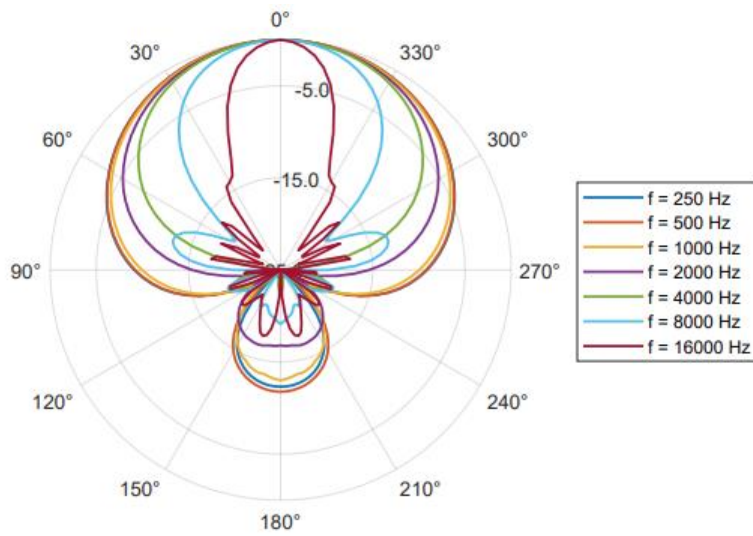 0°
30°
330°
-5.0
60°
300°
-15.0
f = 250 Hz
f = 500 Hz
f = 1000 Hz
f = 2000 Hz
f = 4000 Hz
f = 8000 Hz
f = 16000 Hz
90°
270°
120°
240°
150°
210°
180°